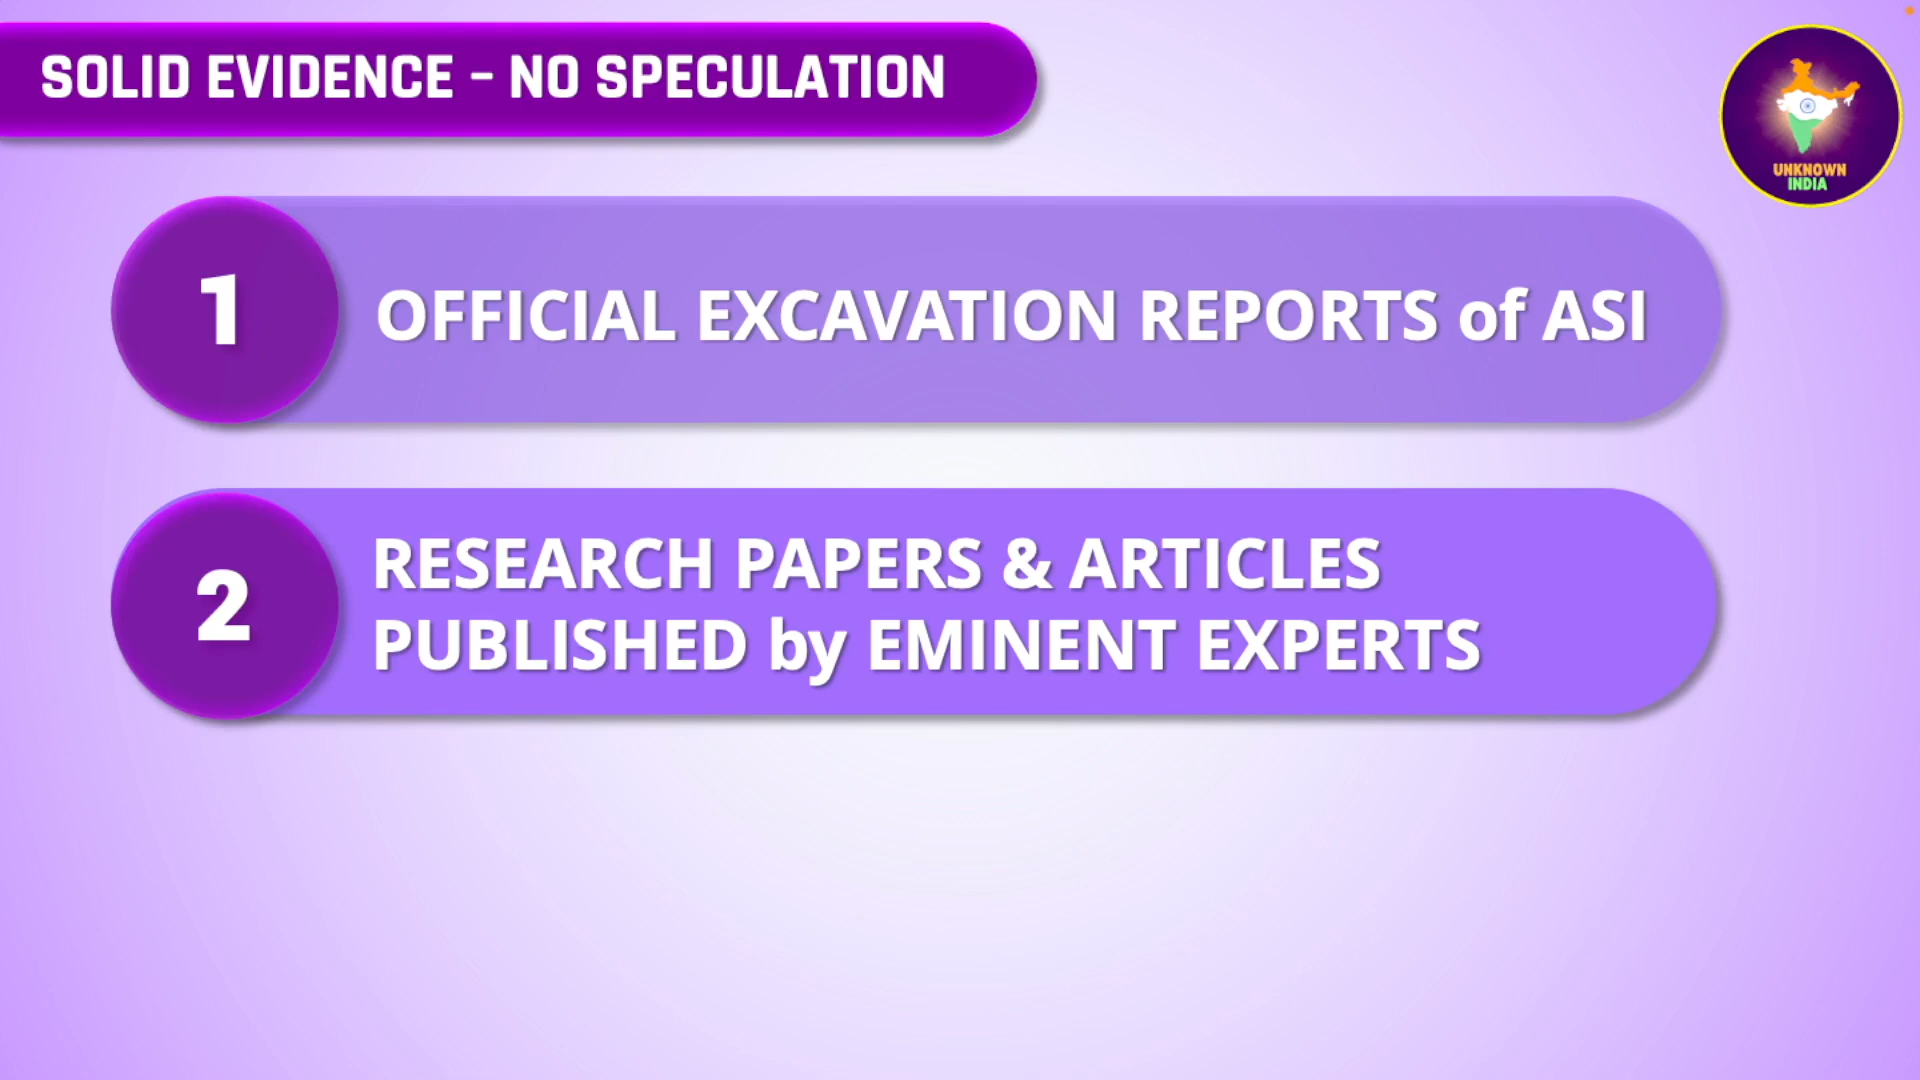 SOLID EVIDENCE – NO SPECULATION
UNKNOWN
INDIA
1
OFFICIAL EXCAVATION REPORTS of ASI
2
RESEARCH PAPERS & ARTICLES
PUBLISHED by EMINENT EXPERTS